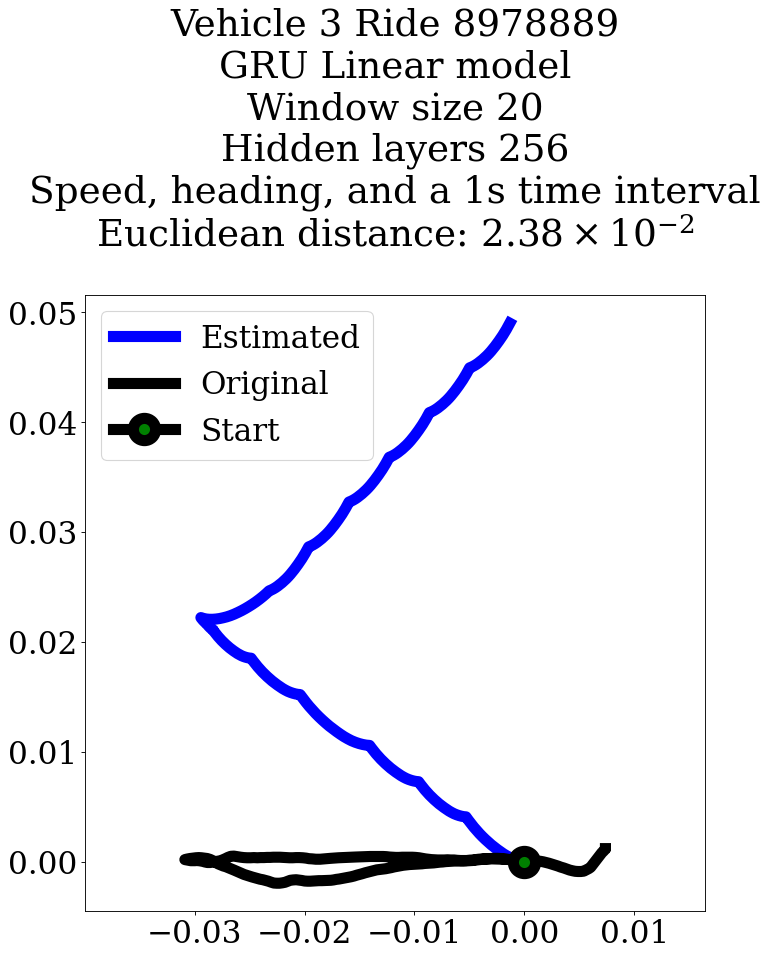 Vehicle 3 Ride 8978889
GRU Linear model
Window size 20
Hidden layers 256
Speed, heading, and a 1s time interval
Euclidean distance: 2.38 × 10⁻²
Estimated
Original
Start
0.05
0.04
0.03
0.02
0.01
0.00
−0.03 −0.02 −0.01 0.00 0.01